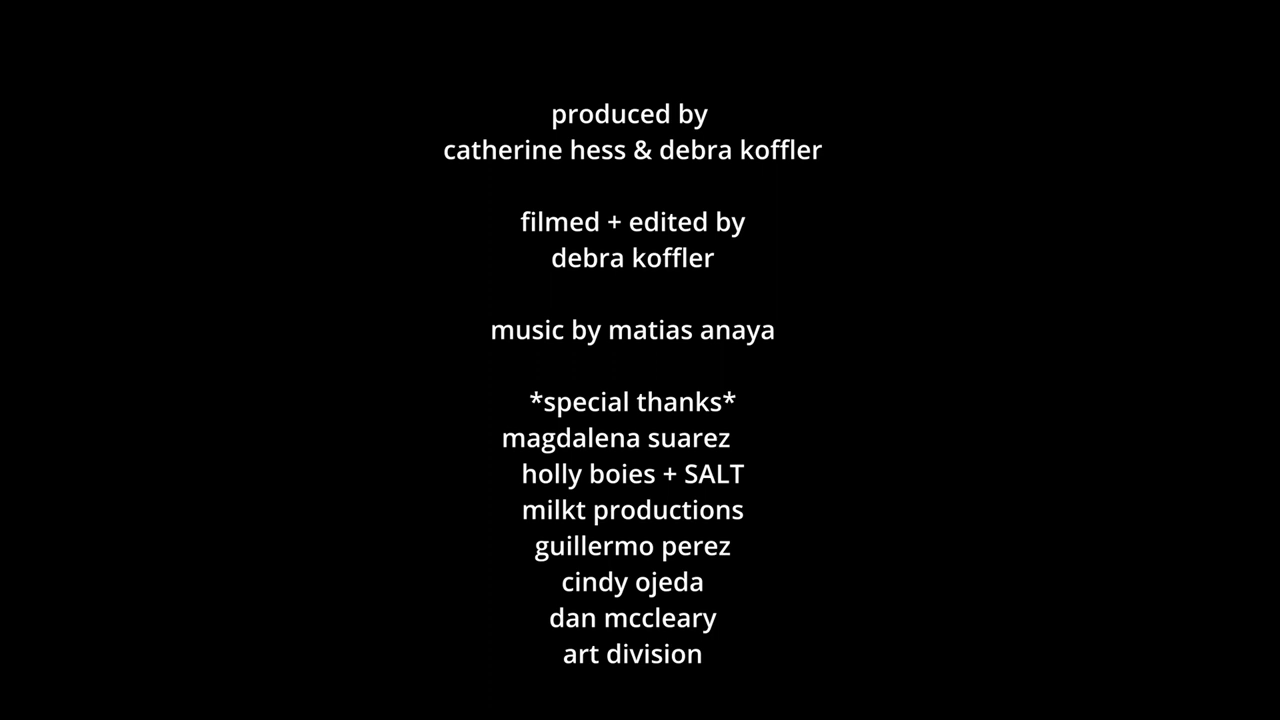 produced by
catherine hess & debra koffler
filmed + edited by
debra koffler
music by matias anaya
*special thanks*
magdalena suarez
holly boies + SALT
milkt productions
guillermo perez
cindy ojeda
dan mccleary
art division